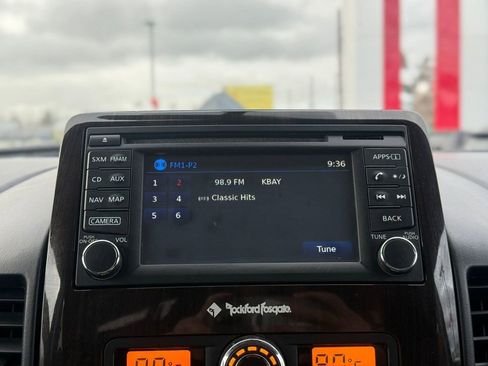 FM1-P2 9:36
SXM FM/AM
APPS
1 2 98.9 FM KBAY
CD AUX
3 4 Classic Hits
NAV MAP
5 6
BACK
CAMERA
PUSH ON·OFF VOL
TUNE PUSH AUDIO
Tune
Rockford Fosgate